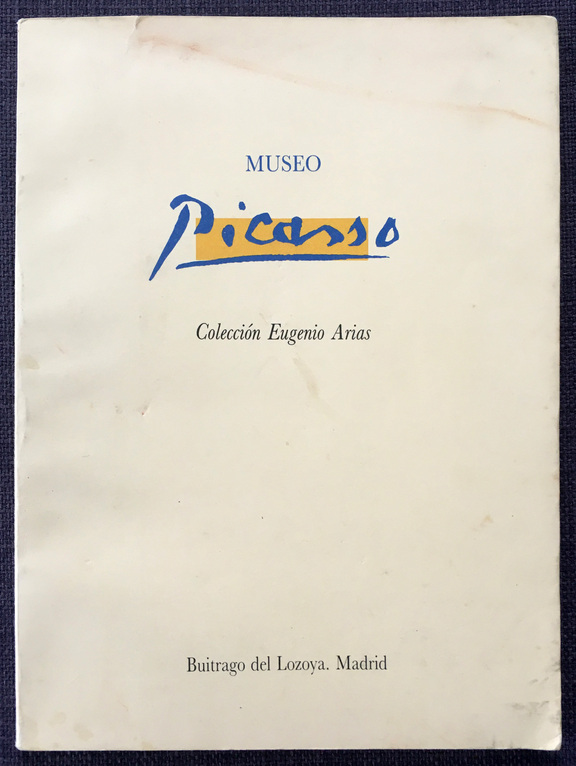 MUSEO
Picasso
Colección Eugenio Arias
Buitrago del Lozoya. Madrid